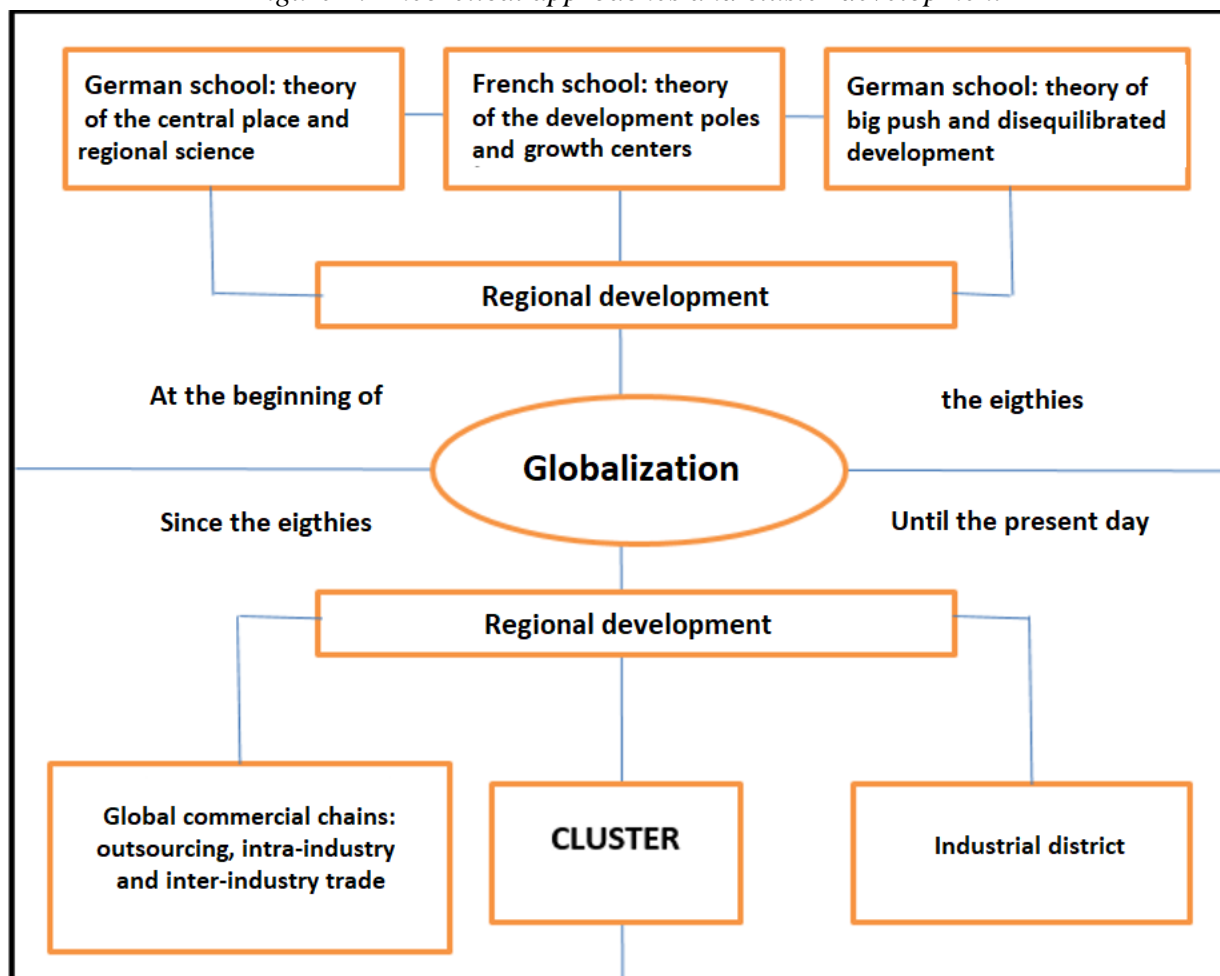 German school: theory
of the central place and
regional science
French school: theory
of the development poles
and growth centers
German school: theory of
big push and disequilibrated
development
Regional development
At the beginning of
the eigthies
Globalization
Since the eigthies
Until the present day
Regional development
Global commercial chains:
outsourcing, intra-industry
and inter-industry trade
CLUSTER
Industrial district